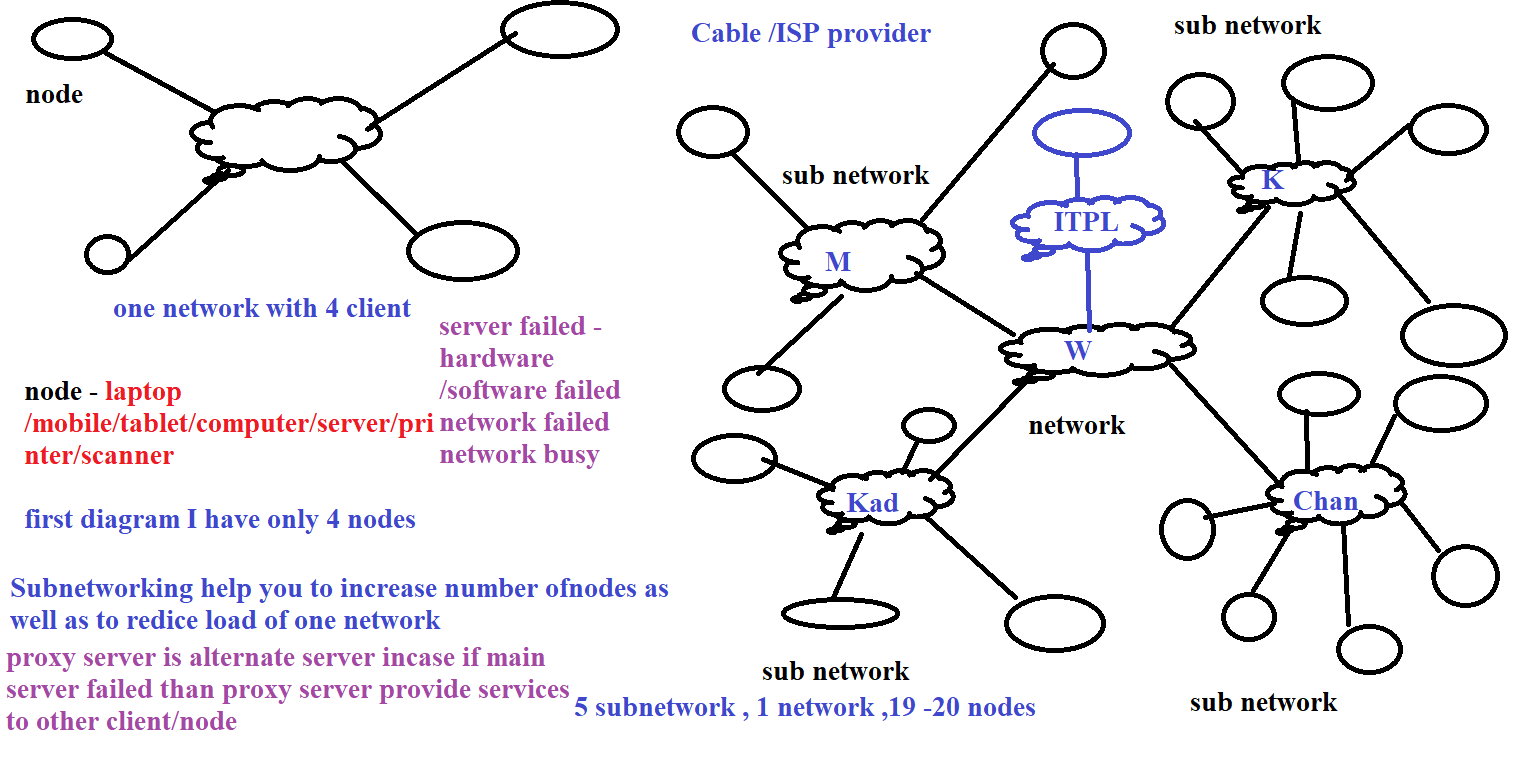 node
one network with 4 client
node - laptop
/mobile/tablet/computer/server/pri
nter/scanner
server failed -
hardware
/software failed
network failed
network busy
first diagram I have only 4 nodes
Subnetworking help you to increase number ofnodes as
well as to redice load of one network
proxy server is alternate server incase if main
server failed than proxy server provide services
to other client/node
Cable /ISP provider
sub network
sub network
K
ITPL
M
W
network
Kad
Chan
sub network
5 subnetwork , 1 network ,19 -20 nodes
sub network